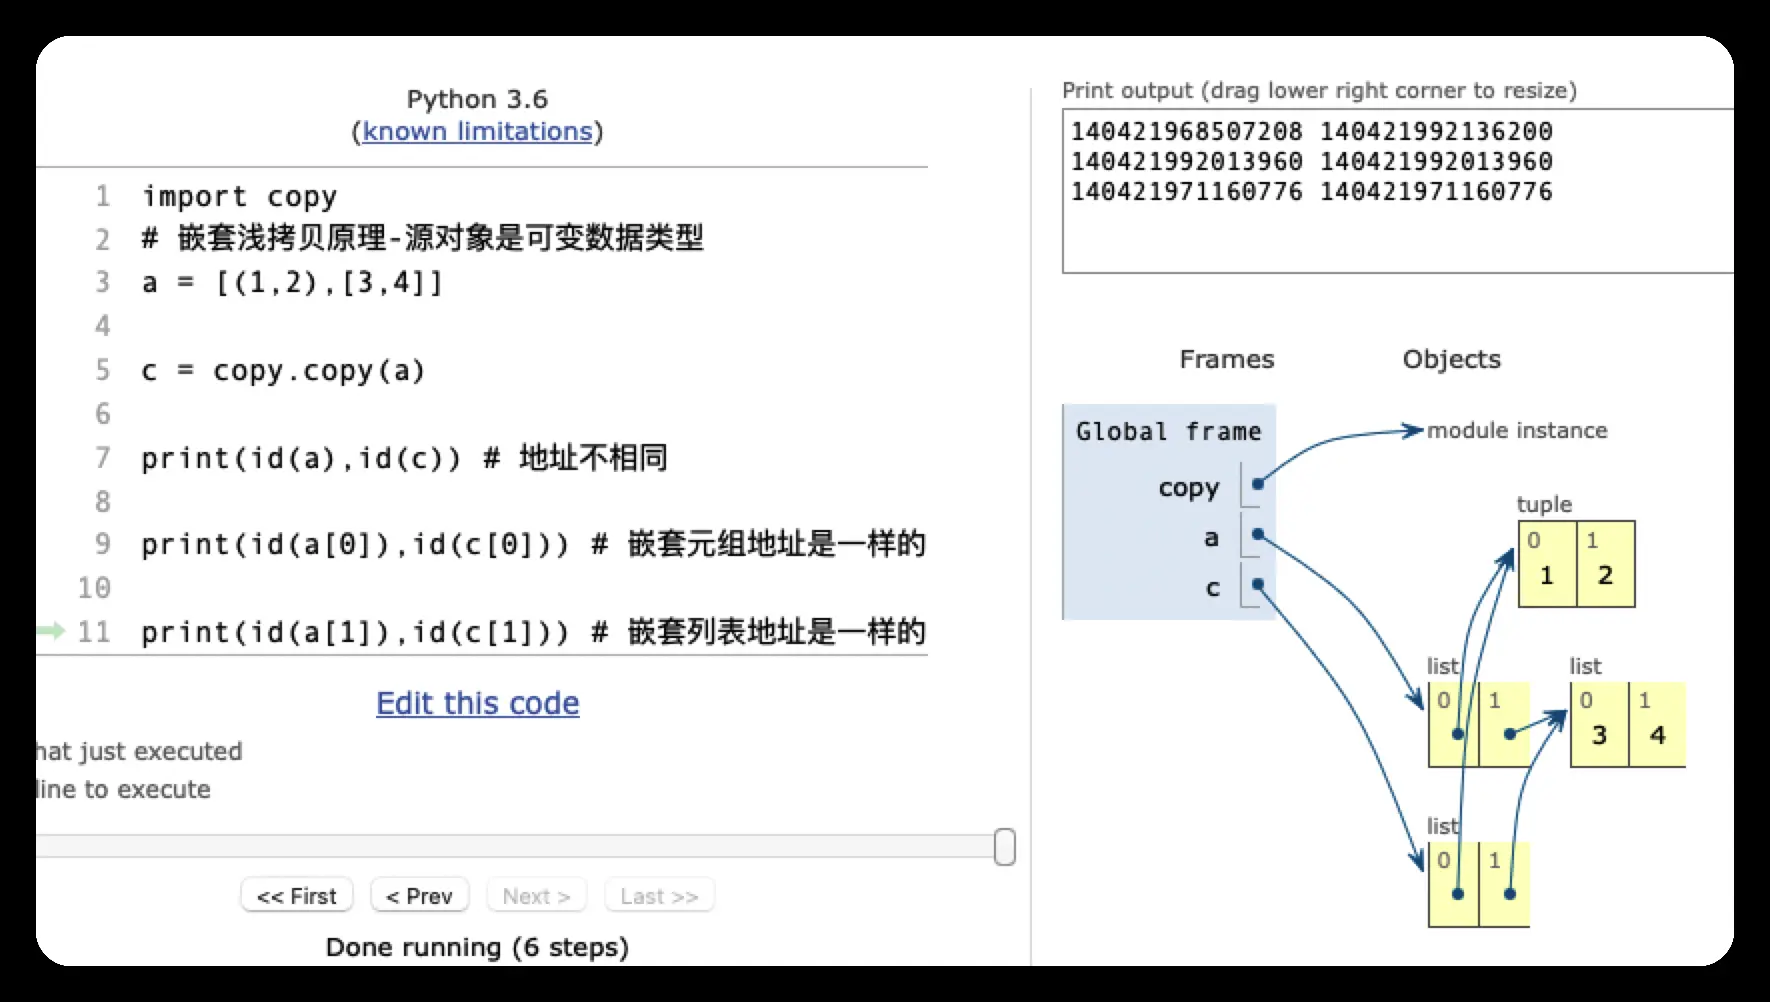 Python 3.6
(known limitations)
1 import copy
2 # 嵌套浅拷贝原理-源对象是可变数据类型
3 a = [(1,2),[3,4]]
4
5 c = copy.copy(a)
6
7 print(id(a),id(c)) # 地址不相同
8
9 print(id(a[0]),id(c[0])) # 嵌套元组地址是一样的
10
11 print(id(a[1]),id(c[1])) # 嵌套列表地址是一样的
Edit this code
hat just executed
line to execute
<< First < Prev Next > Last >>
Done running (6 steps)
Print output (drag lower right corner to resize)
140421968507208 140421992136200
140421992013960 140421992013960
140421971160776 140421971160776
Frames Objects
Global frame
copy
a
c
module instance
tuple
0 1
1 2
list list
0 1 0 1
3 4
list
0 1